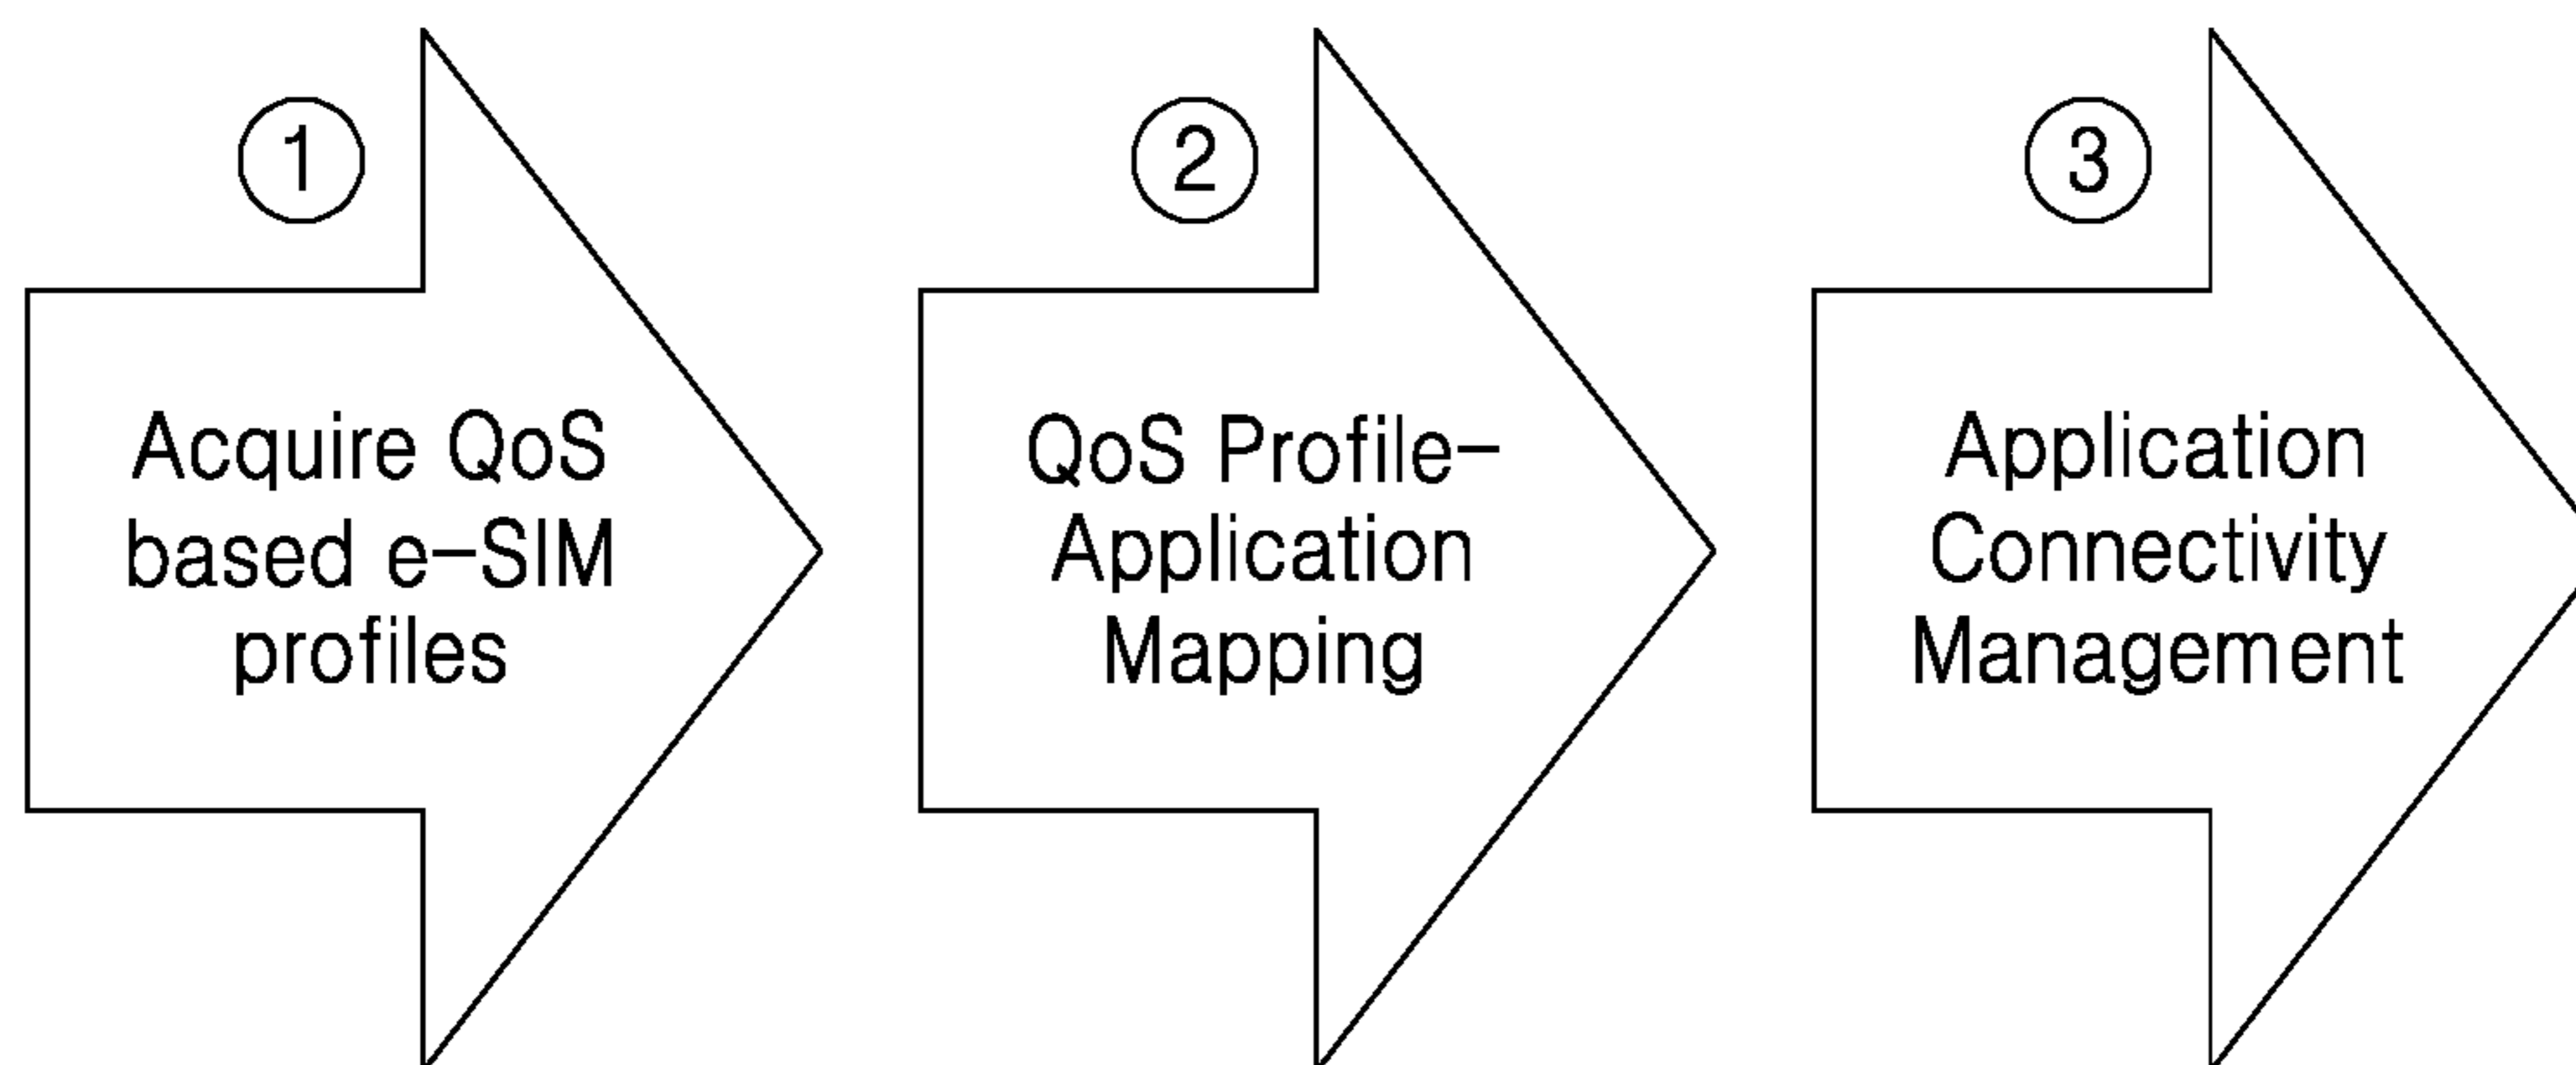 1
Acquire QoS
based e-SIM
profiles
2
QoS Profile-
Application
Mapping
3
Application
Connectivity
Management